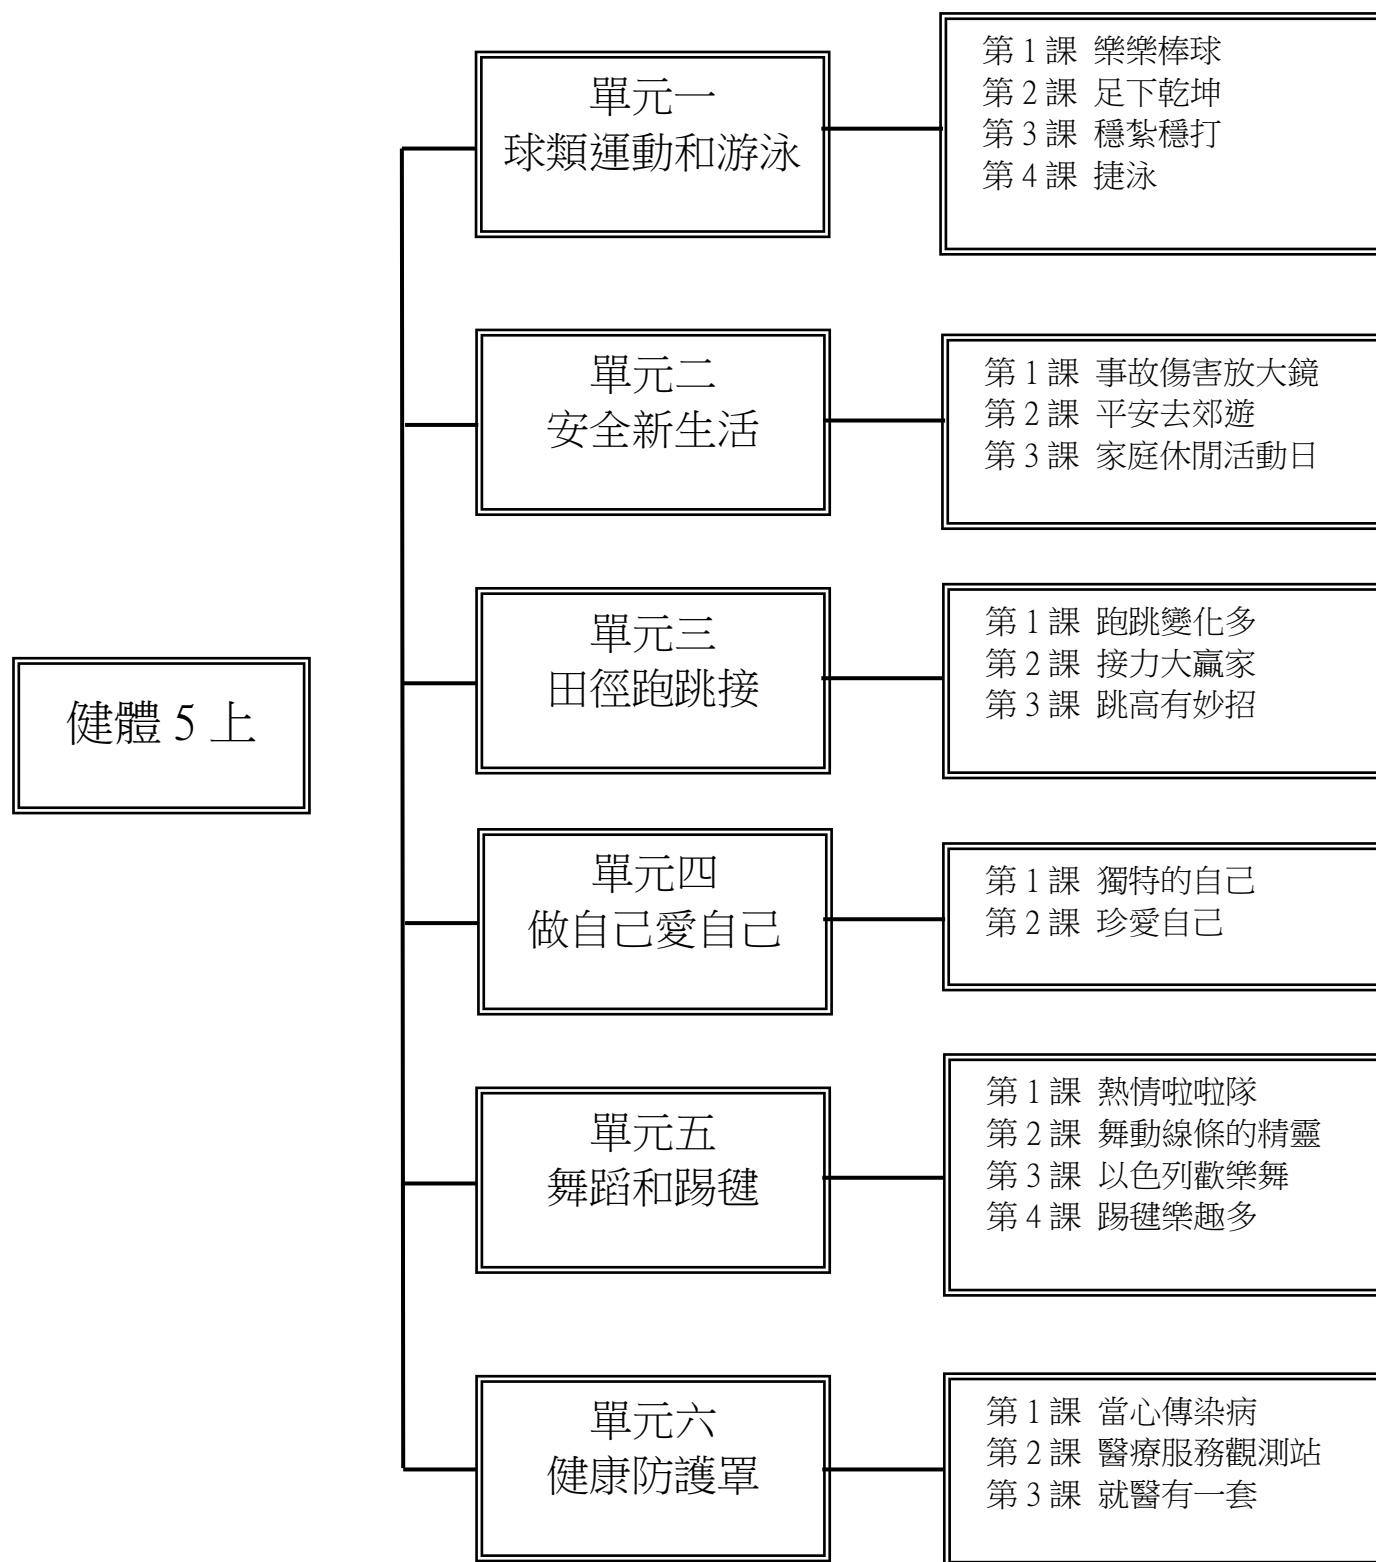 健體 5 上
單元一
球類運動和游泳
第 1 課 樂樂棒球
第 2 課 足下乾坤
第 3 課 穩紮穩打
第 4 課 捷泳
單元二
安全新生活
第 1 課 事故傷害放大鏡
第 2 課 平安去郊遊
第 3 課 家庭休閒活動日
單元三
田徑跑跳接
第 1 課 跑跳變化多
第 2 課 接力大贏家
第 3 課 跳高有妙招
單元四
做自己愛自己
第 1 課 獨特的自己
第 2 課 珍愛自己
單元五
舞蹈和踢毽
第 1 課 熱情啦啦隊
第 2 課 舞動線條的精靈
第 3 課 以色列歡樂舞
第 4 課 踢毽樂趣多
單元六
健康防護罩
第 1 課 當心傳染病
第 2 課 醫療服務觀測站
第 3 課 就醫有一套